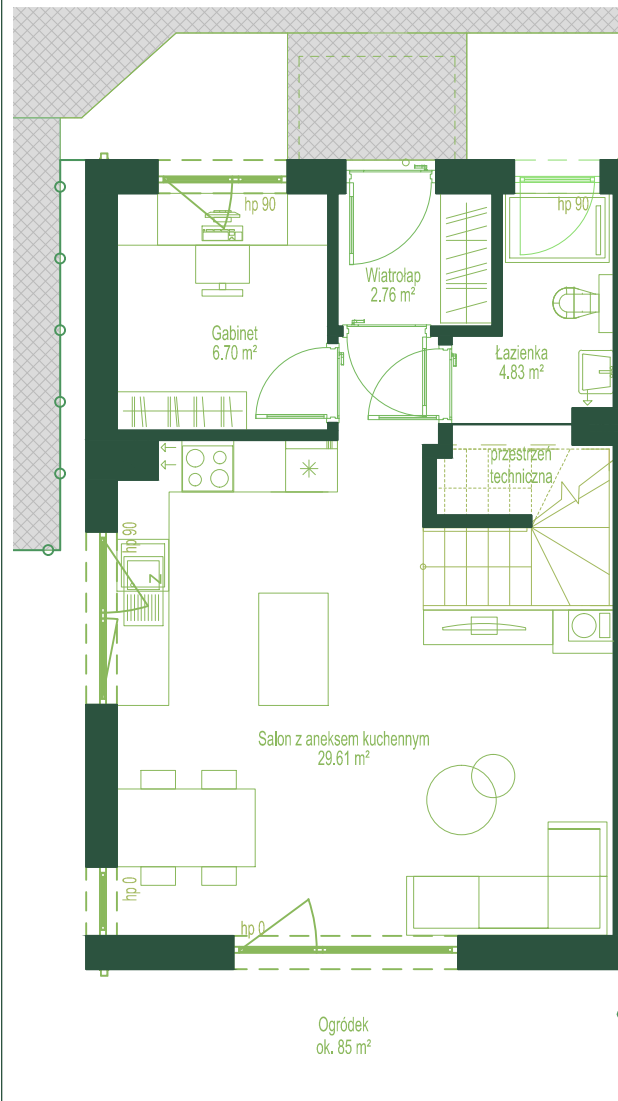 hp 90
hp 90
Wiatrołap
2.76 m²
Gabinet
6.70 m²
Łazienka
4.83 m²
przestrzeń
techniczna
hp 90
Z
Salon z aneksem kuchennym
29.61 m²
hp 0
hp 0
Ogródek
ok. 85 m²